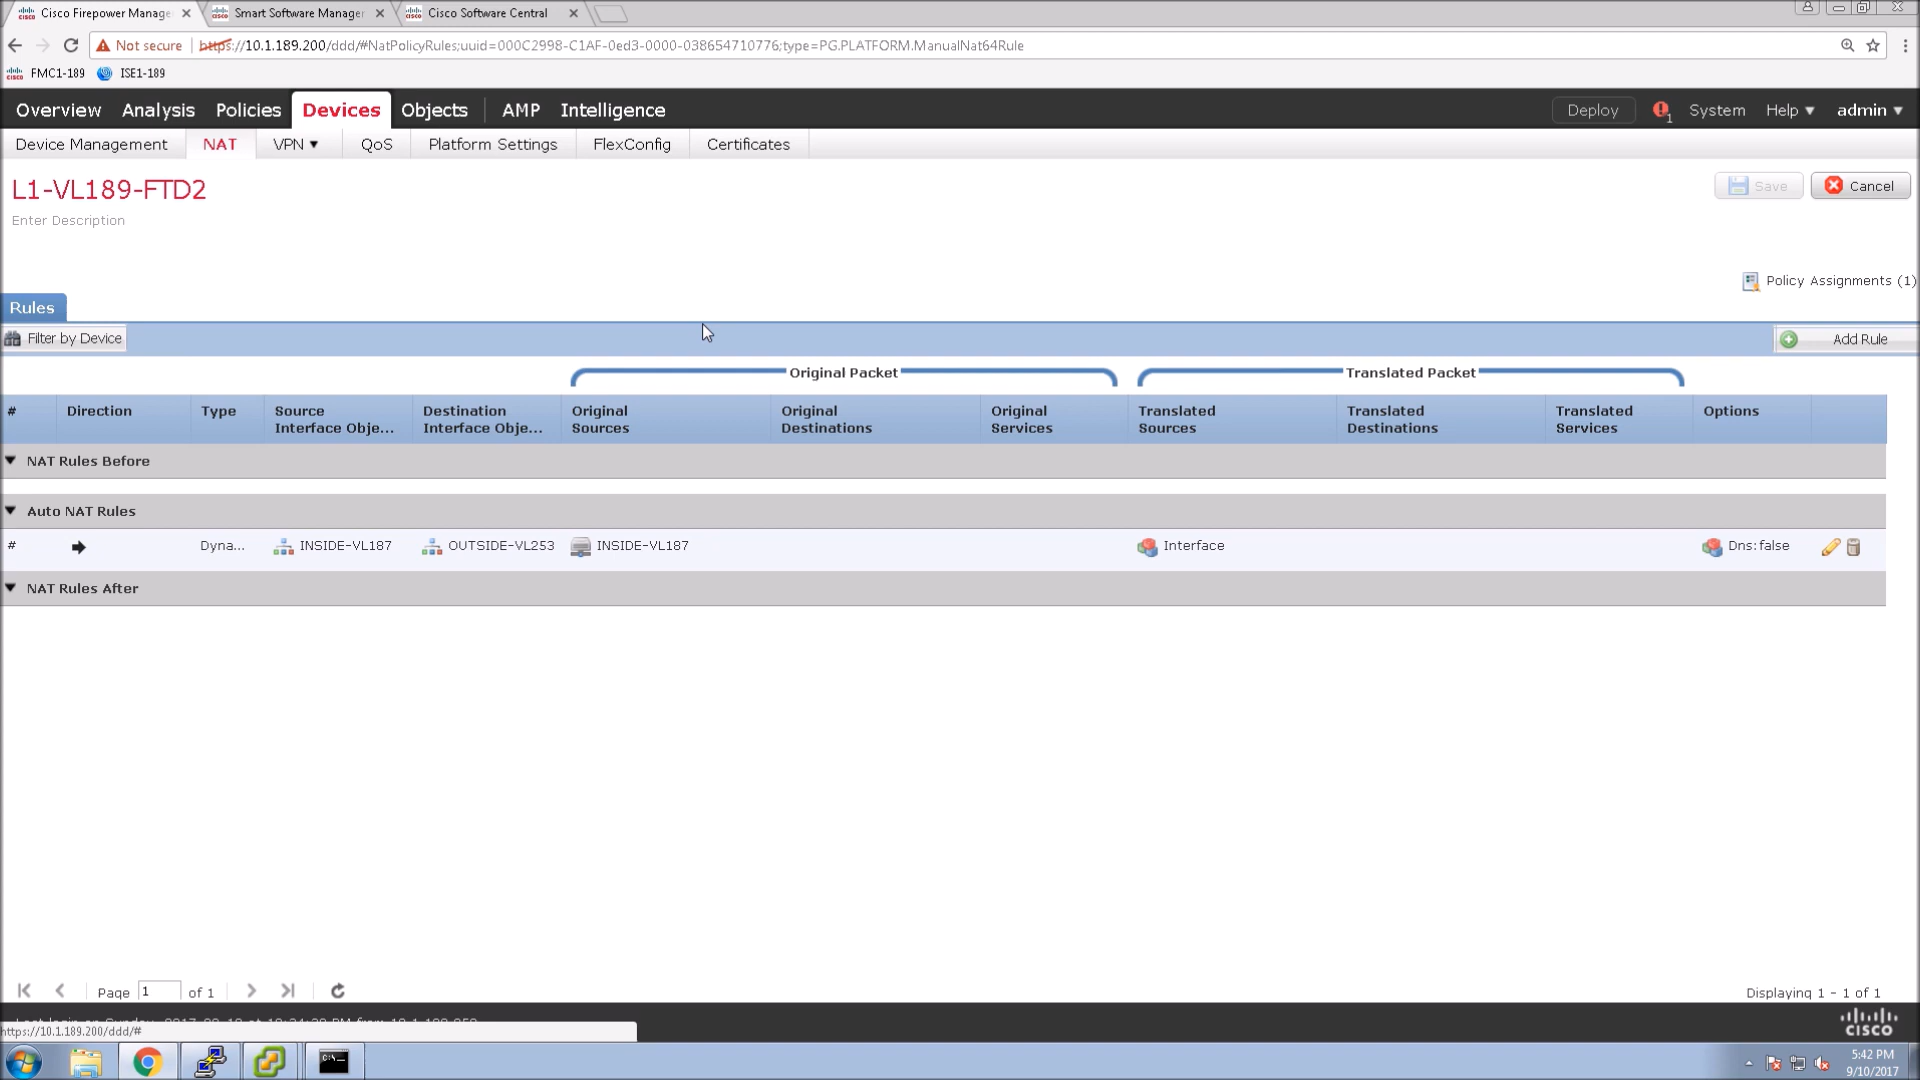 Cisco Firepower Manage
Smart Software Manager
Cisco Software Central
Not secure
https://10.1.189.200/ddd/#NatPolicyRules;uuid=000C2998-C1AF-0ed3-0000-038654710776;type=PG.PLATFORM.ManualNat64Rule
FMC1-189
ISE1-189
Overview Analysis Policies Devices Objects AMP Intelligence
Deploy 1 System Help admin
Device Management NAT VPN QoS Platform Settings FlexConfig Certificates
L1-VL189-FTD2
Save Cancel
Enter Description
Policy Assignments (1)
Rules
Filter by Device
Add Rule
Original Packet Translated Packet
# Direction Type Source Interface Obje... Destination Interface Obje... Original Sources Original Destinations Original Services Translated Sources Translated Destinations Translated Services Options
NAT Rules Before
Auto NAT Rules
# Dyna... INSIDE-VL187 OUTSIDE-VL253 INSIDE-VL187 Interface Dns:false
NAT Rules After
Page 1 of 1
Displaying 1 - 1 of 1
https://10.1.189.200/ddd/#
CISCO
5:42 PM
9/10/2017